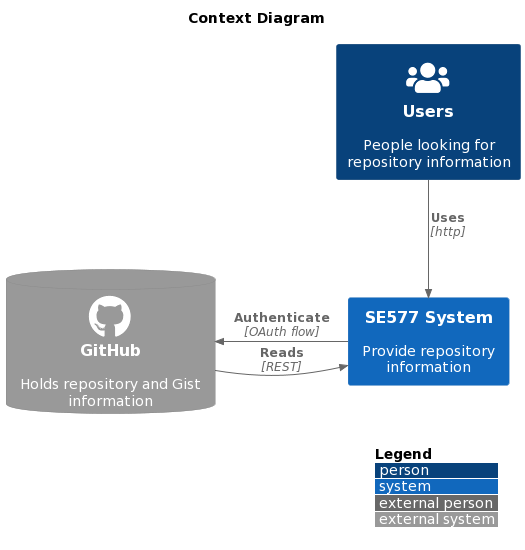 Context Diagram
Users
People looking for
repository information
Uses
[http]
GitHub
Holds repository and Gist
information
Authenticate
[OAuth flow]
Reads
[REST]
SE577 System
Provide repository
information
Legend
person
system
external person
external system